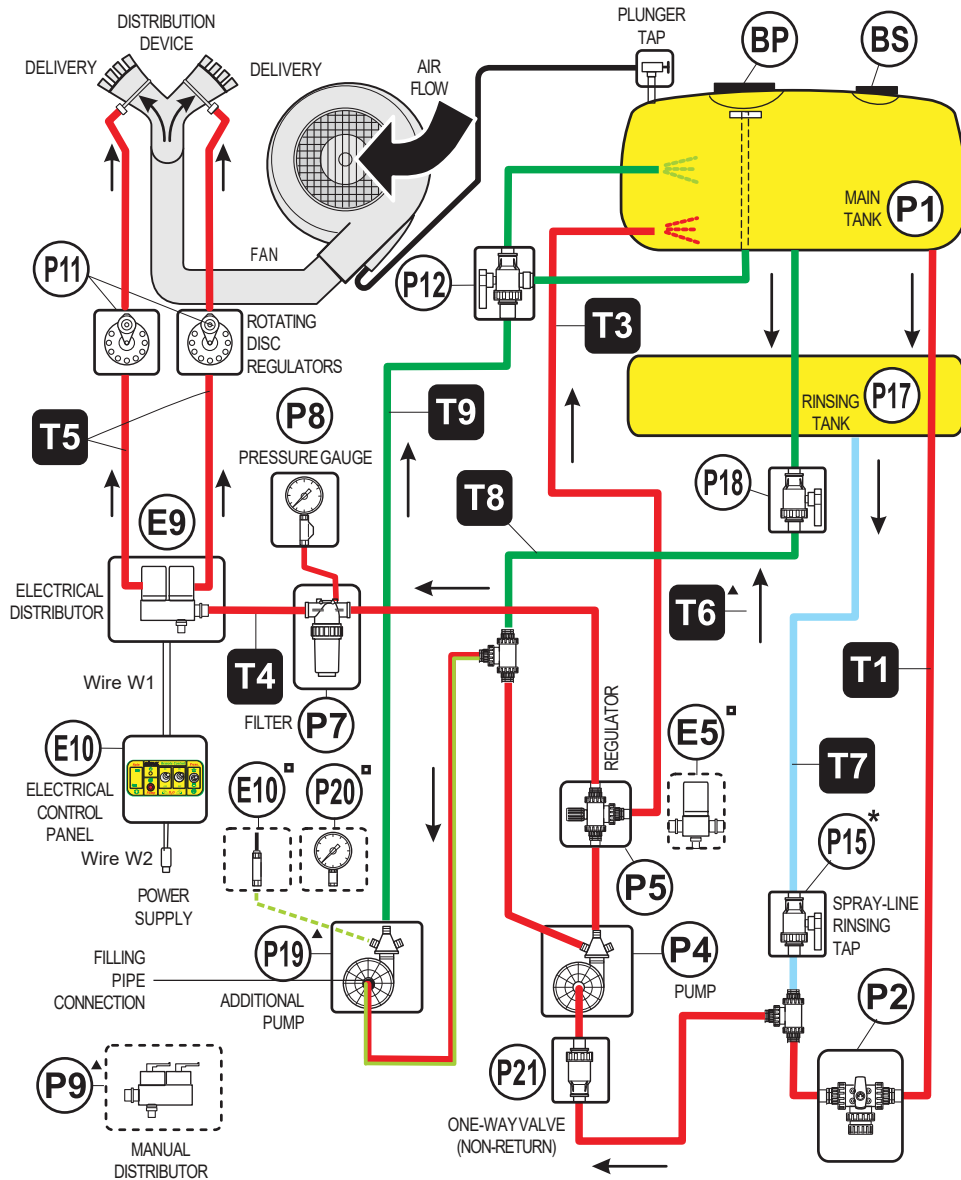 DISTRIBUTION
DEVICE
DELIVERY
DELIVERY
AIR
FLOW
PLUNGER
TAP
BP
BS
MAIN
TANK
P1
FAN
P11
P12
T3
ROTATING
DISC
REGULATORS
RINSING
TANK
P17
T5
T9
P8
PRESSURE GAUGE
P18
T8
E9
ELECTRICAL
DISTRIBUTOR
T6▲
T1
T4
Wire W1
FILTER
P7
REGULATOR
E5
E10
ELECTRICAL
CONTROL
PANEL
E10
P20
T7
P15*
Wire W2
POWER
SUPPLY
P5
SPRAY-LINE
RINSING
TAP
P19▲
P4
PUMP
FILLING
PIPE
CONNECTION
ADDITIONAL
PUMP
P2
P21
P9▲
ONE-WAY VALVE
(NON-RETURN)
MANUAL
DISTRIBUTOR